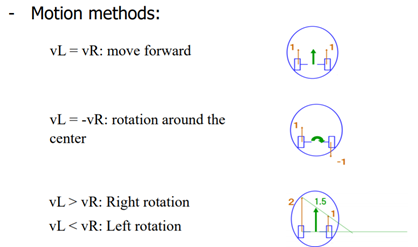 - Motion methods:
vL = vR: move forward
1 1
vL = -vR: rotation around the
center
1
-1
vL > vR: Right rotation
vL < vR: Left rotation
2 1.5
1